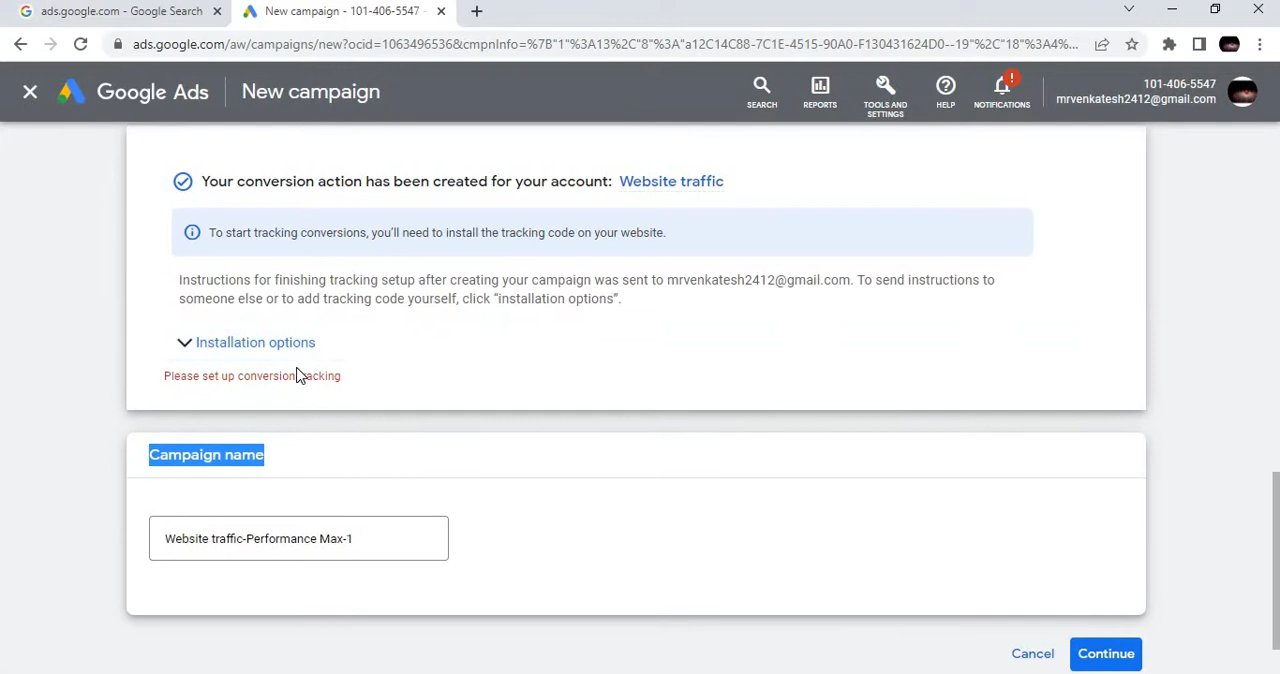 ads.google.com - Google Search
New campaign - 101-406-5547 -
ads.google.com/aw/campaigns/new?ocid=1063495536&cmpnInfo=%7B"1"%3A13%2C"8"%3A"a12C14C88-7C1E-4515-90A0-F130431624D0--19"%2C"18"%3A4%...
Google Ads
New campaign
SEARCH
REPORTS
TOOLS AND
SETTINGS
HELP
!
NOTIFICATIONS
101-406-5547
mrvenkatesh2412@gmail.com
Your conversion action has been created for your account: Website traffic
To start tracking conversions, you'll need to install the tracking code on your website.
Instructions for finishing tracking setup after creating your campaign was sent to mrvenkatesh2412@gmail.com. To send instructions to
someone else or to add tracking code yourself, click "installation options".
Installation options
Please set up conversion tracking
Campaign name
Website traffic-Performance Max-1
Cancel
Continue